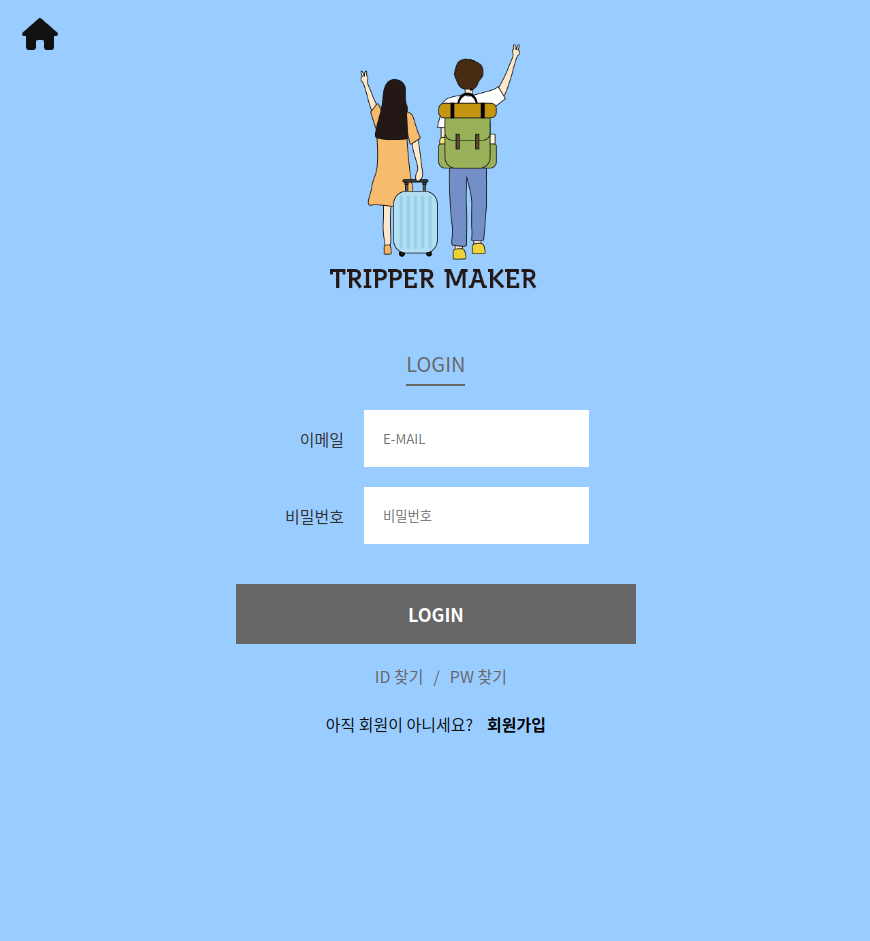 TRIPPER MAKER
LOGIN
이메일 E-MAIL
비밀번호 비밀번호
LOGIN
ID 찾기 / PW 찾기
아직 회원이 아니세요? 회원가입